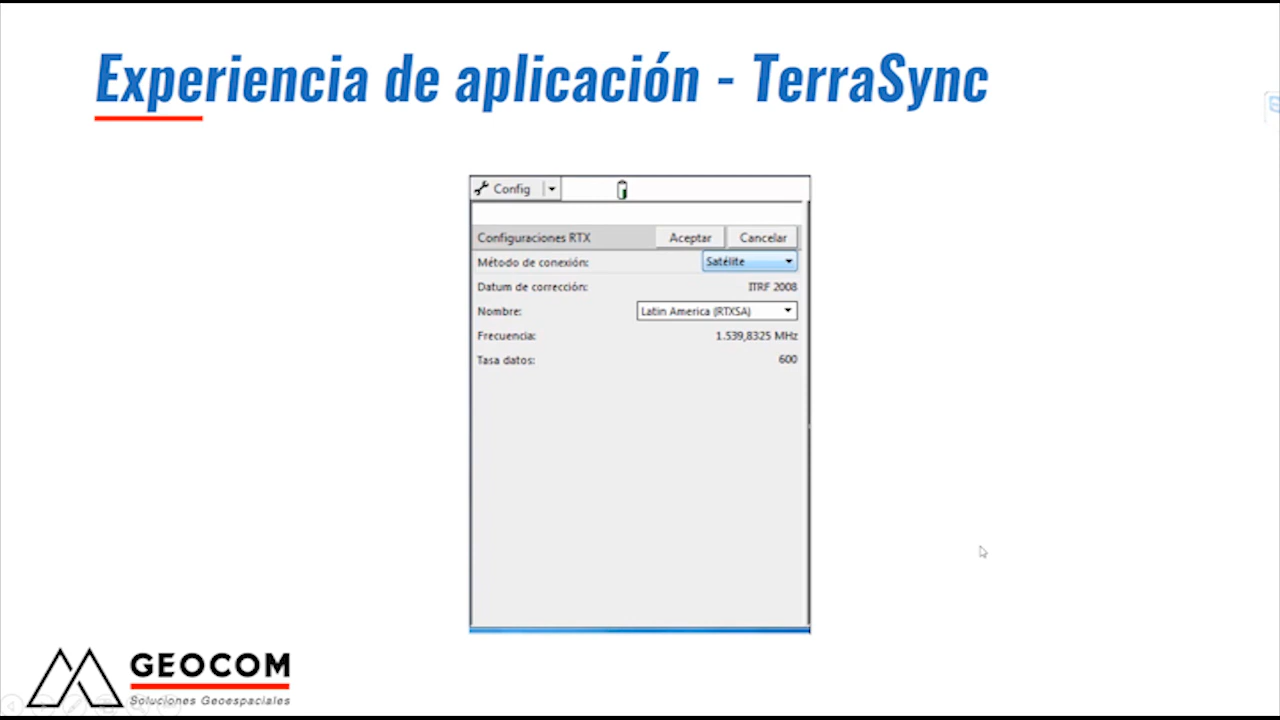 Experiencia de aplicación - TerraSync
Config
Configuraciones RTX Aceptar Cancelar
Método de conexión: Satélite
Datum de corrección: ITRF 2008
Nombre: Latin America (RTXSA)
Frecuencia: 1.539,8325 MHz
Tasa datos: 600
GEOCOM
Soluciones Geoespaciales